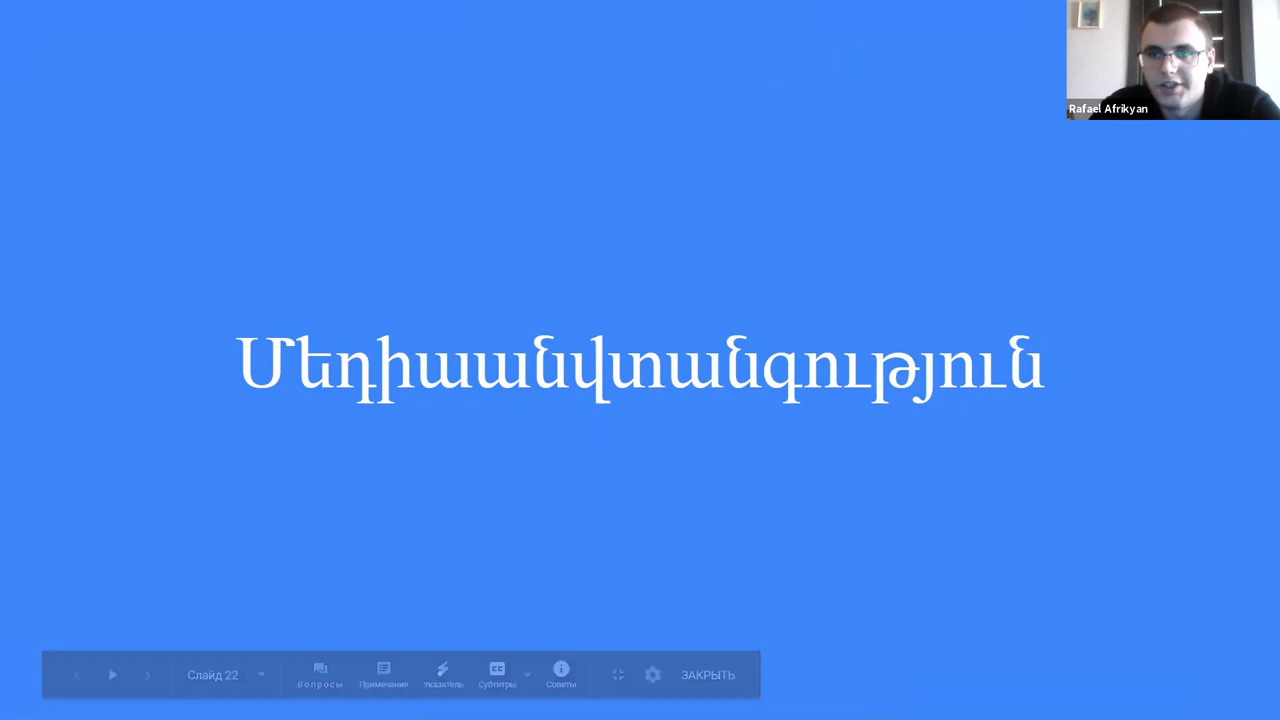 Rafael Afrikyan
Մեդիաանվտանգություն
Слайд 22
Вопросы
Примечания
Указатель
Субтитры
Советы
ЗАКРЫТЬ